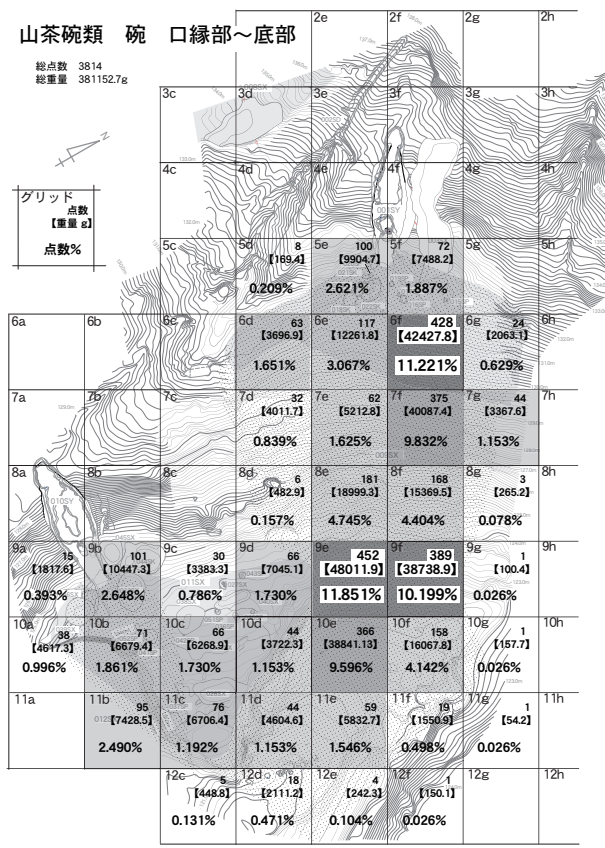 山茶碗類　碗　口縁部～底部
総点数　3814
総重量　381152.7g
グリッド
点数
【重量 g】
点数%
2e 2f 2g 2h
3c 3d 3e 3f 3g 3h
4c 4d 4e 4f 4g 4h
001SY
5c 5d 8 5e 100 5f 72 5g 5h
【169.4】 【9904.7】 【7488.2】
0.209% 2.621% 1.887%
6a 6b 6c 6d 63 6e 117 6f 428 6g 24 6h
【3696.9】 【12261.8】 【42427.8】 【2063.1】
1.651% 3.067% 11.221% 0.629%
7a 7b 7c 7d 32 7e 62 7f 375 7g 44 7h
【4011.7】 【5212.8】 【40087.4】 【3367.6】
0.839% 1.625% 9.832% 1.153%
8a 8b 8c 8d 6 8e 181 8f 168 8g 3 8h
【482.9】 【18999.3】 【15369.5】 【265.2】
0.157% 4.745% 4.404% 0.078%
010SY
9a 15 9b 101 9c 30 9d 66 9e 452 9f 389 9g 1 9h
【1817.6】 【10447.3】 【3383.3】 【7045.1】 【48011.9】 【38738.9】 【100.4】
011SX
0.393% 2.648% 0.786% 1.730% 11.851% 10.199% 0.026%
10a 38 10b 71 10c 66 10d 44 10e 366 10f 158 10g 1 10h
【4617.3】 【6679.4】 【6268.9】 【3722.3】 【38841.13】 【16067.8】 【157.7】
0.996% 1.861% 1.730% 1.153% 9.596% 4.142% 0.026%
11a 11b 95 11c 76 11d 44 11e 59 11f 19 11g 1 11h
【7428.5】 【6706.4】 【4604.6】 【5832.7】 【1550.9】 【54.2】
2.490% 1.192% 1.153% 1.546% 0.498% 0.026%
12c 5 12d 18 12e 4 12f 1 12g 12h
【448.8】 【2111.2】 【242.3】 【150.1】
0.131% 0.471% 0.104% 0.026%